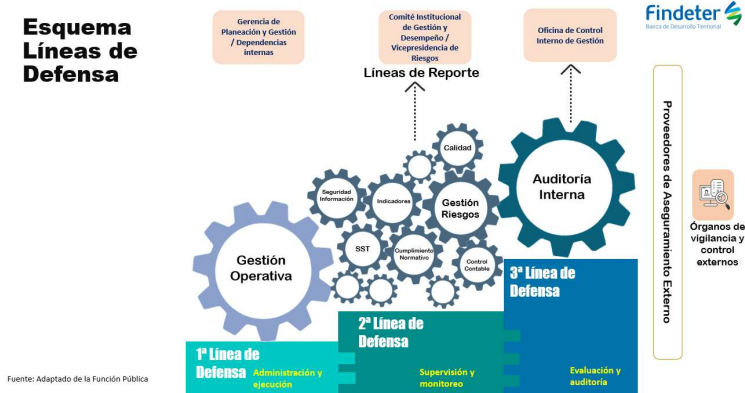 Esquema
Líneas de
Defensa
Gerencia de
Planeación y Gestión
/ Dependencias
internas
Comité Institucional
de Gestión y
Desempeño /
Vicepresidencia de
Riesgos
Oficina de Control
Interno de Gestión
Findeter
Banca de Desarrollo Territorial
Líneas de Reporte
Calidad
Seguridad
Información
Indicadores
Gestión
Riesgos
Auditoría
Interna
SST
Cumplimiento
Normativo
Control
Contable
Gestión
Operativa
Proveedores de Aseguramiento Externo
Órganos de
vigilancia y
control
externos
3ª Línea de
Defensa
2ª Línea de
Defensa
1ª Línea de
Defensa
Administración y
ejecución
Supervisión y
monitoreo
Evaluación y
auditoría
Fuente: Adaptado de la Función Pública